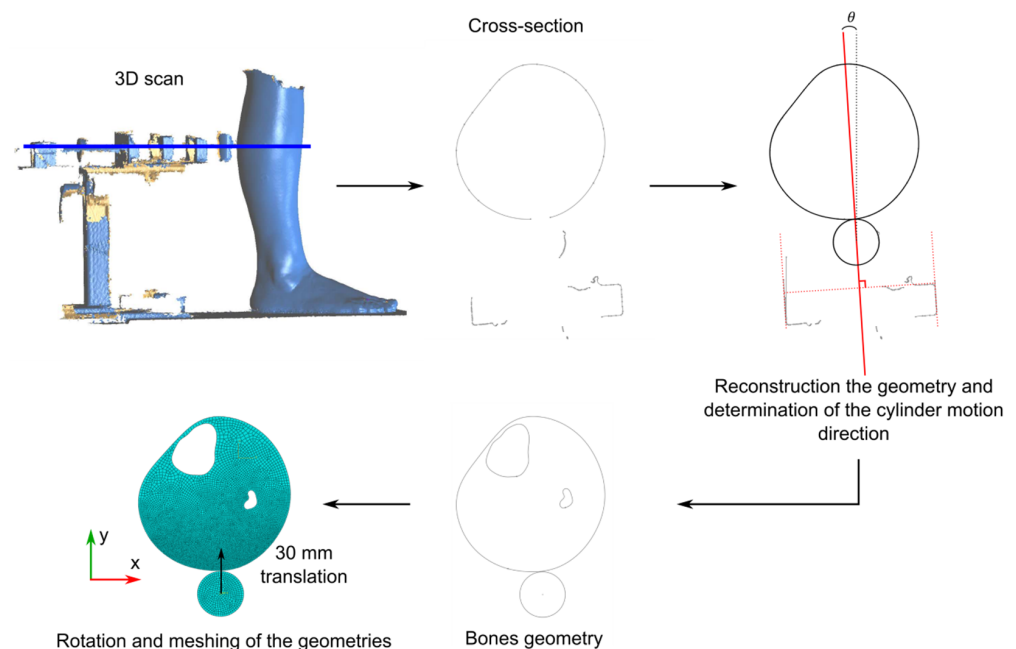 3D scan
Cross-section
θ
Reconstruction the geometry and
determination of the cylinder motion
direction
y
x
30 mm
translation
Rotation and meshing of the geometries
Bones geometry